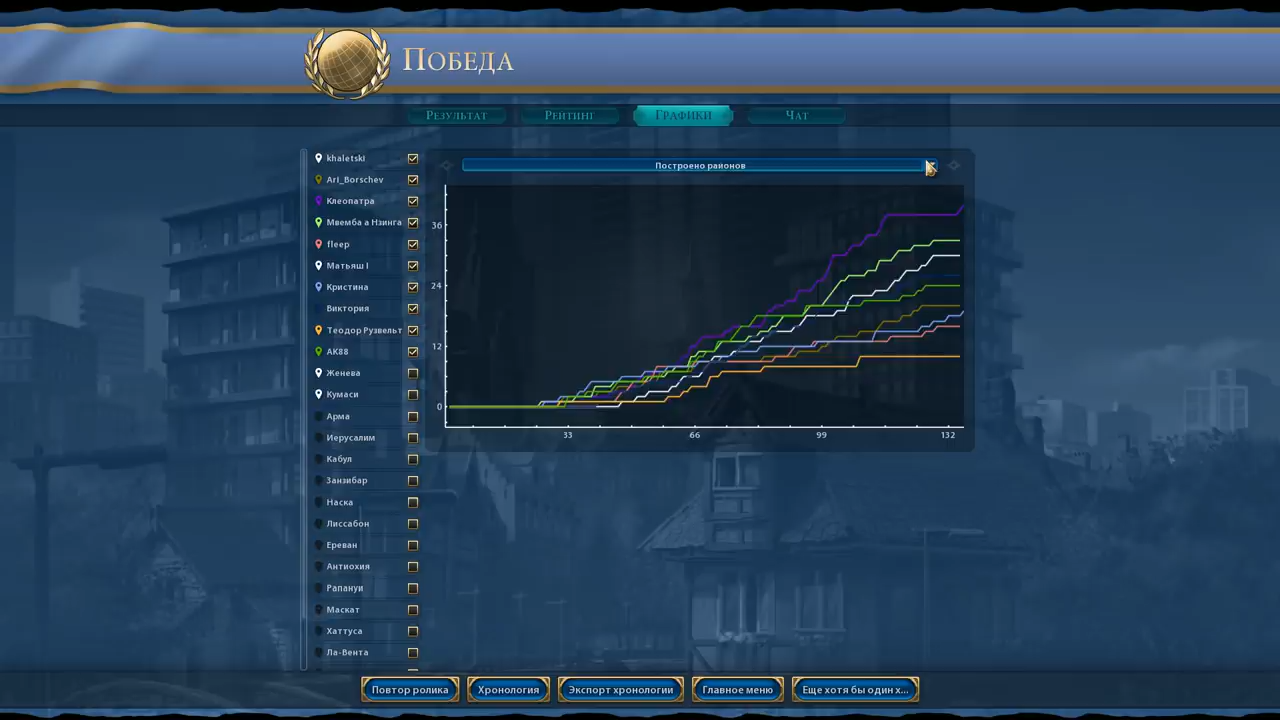 Победа
Результат
Рейтинг
Графики
Чат
Построено районов
khaletski
Ari_Borschev
Клеопатра
Мвемба а Нзинга
fleep
Матьяш I
Кристина
Виктория
Теодор Рузвельт
АК88
Женева
Кумаси
Арма
Иерусалим
Кабул
Занзибар
Наска
Лиссабон
Ереван
Антиохия
Рапануи
Маскат
Хаттуса
Ла-Вента
36
24
12
0
33
66
99
132
Повтор ролика
Хронология
Экспорт хронологии
Главное меню
Еще хотя бы один х...